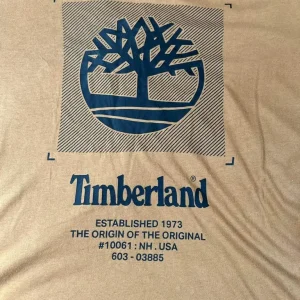 Timberland®
ESTABLISHED 1973
THE ORIGIN OF THE ORIGINAL
#10061 : NH . USA
603 - 03885